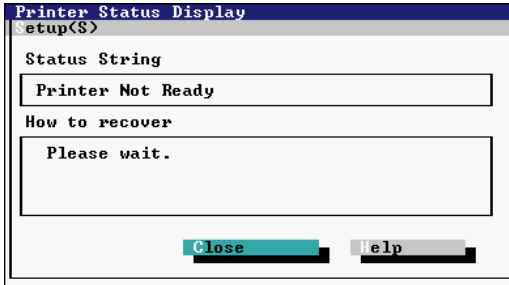 Printer Status Display
Setup(S)
Status String
Printer Not Ready
How to recover
Please wait.
Close Help